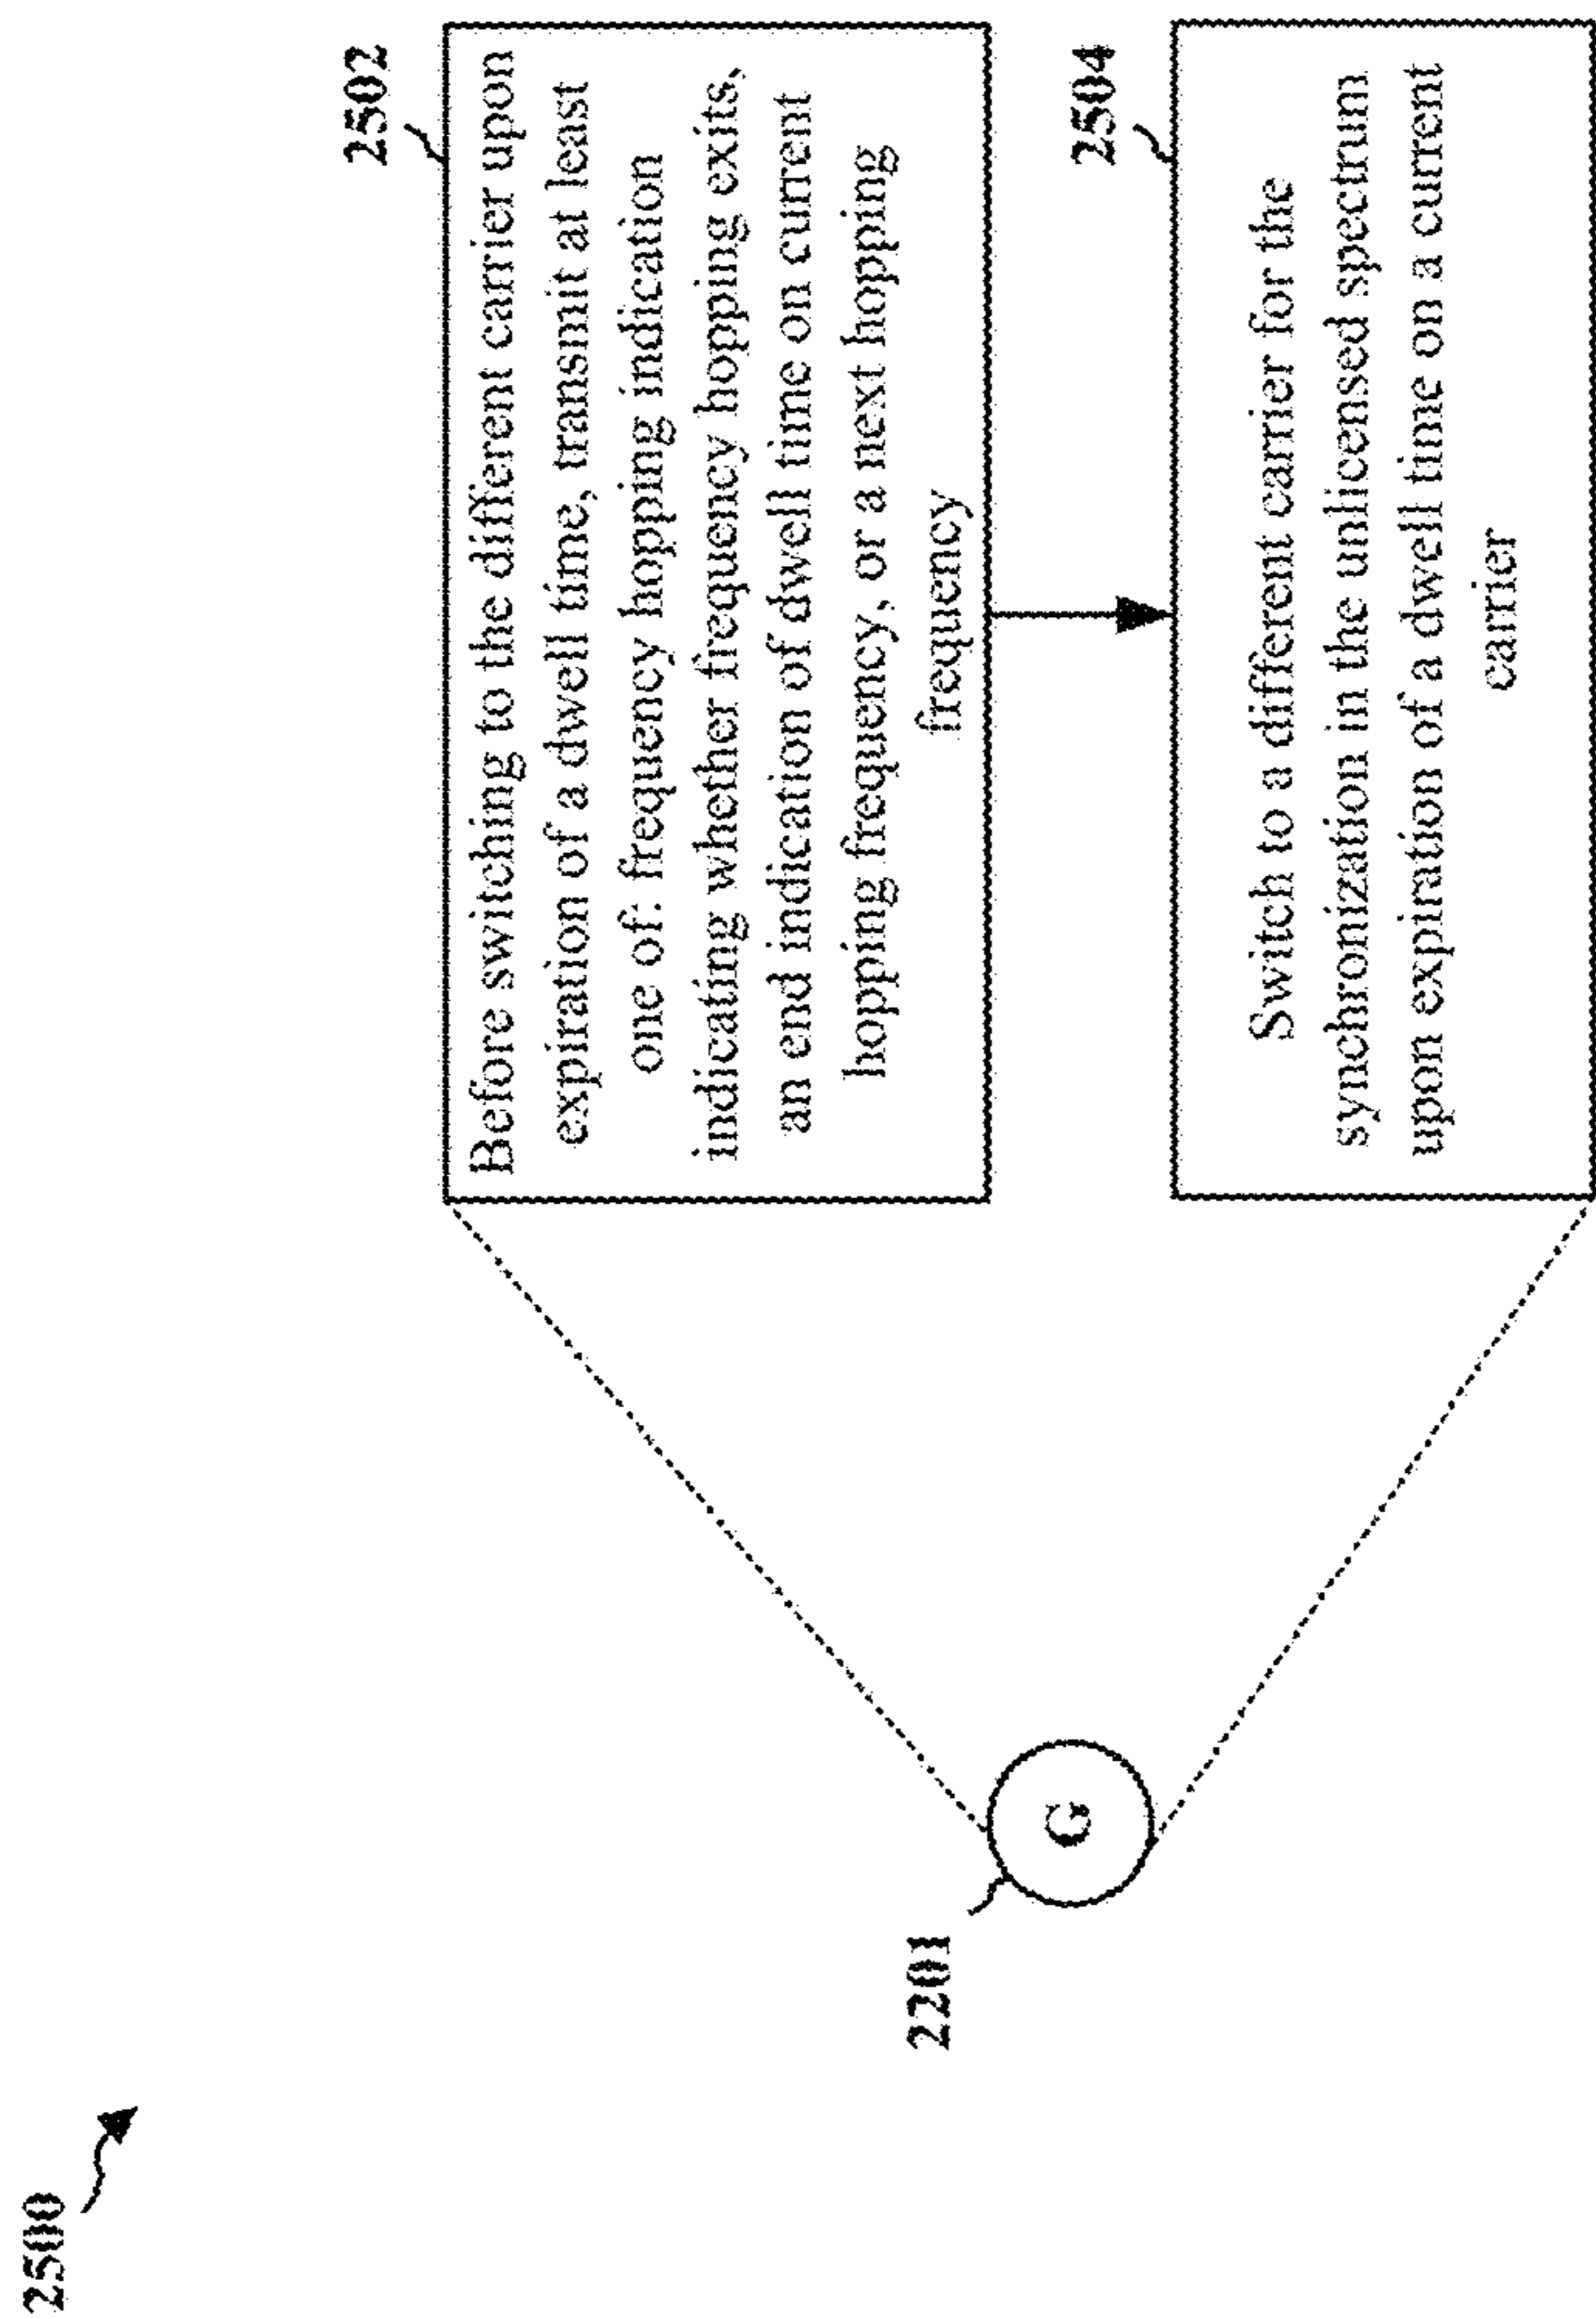 2500
2502
Before switching to the different carrier upon
expiration of a dwell time, transmit at least
one of: frequency hopping indication
indicating whether frequency hopping exits,
an end indication of dwell time on current
hopping frequency, or a next hopping
frequency
2504
Switch to a different carrier for the
synchronization in the unlicensed spectrum
upon expiration of a dwell time on a current
carrier
2201
G